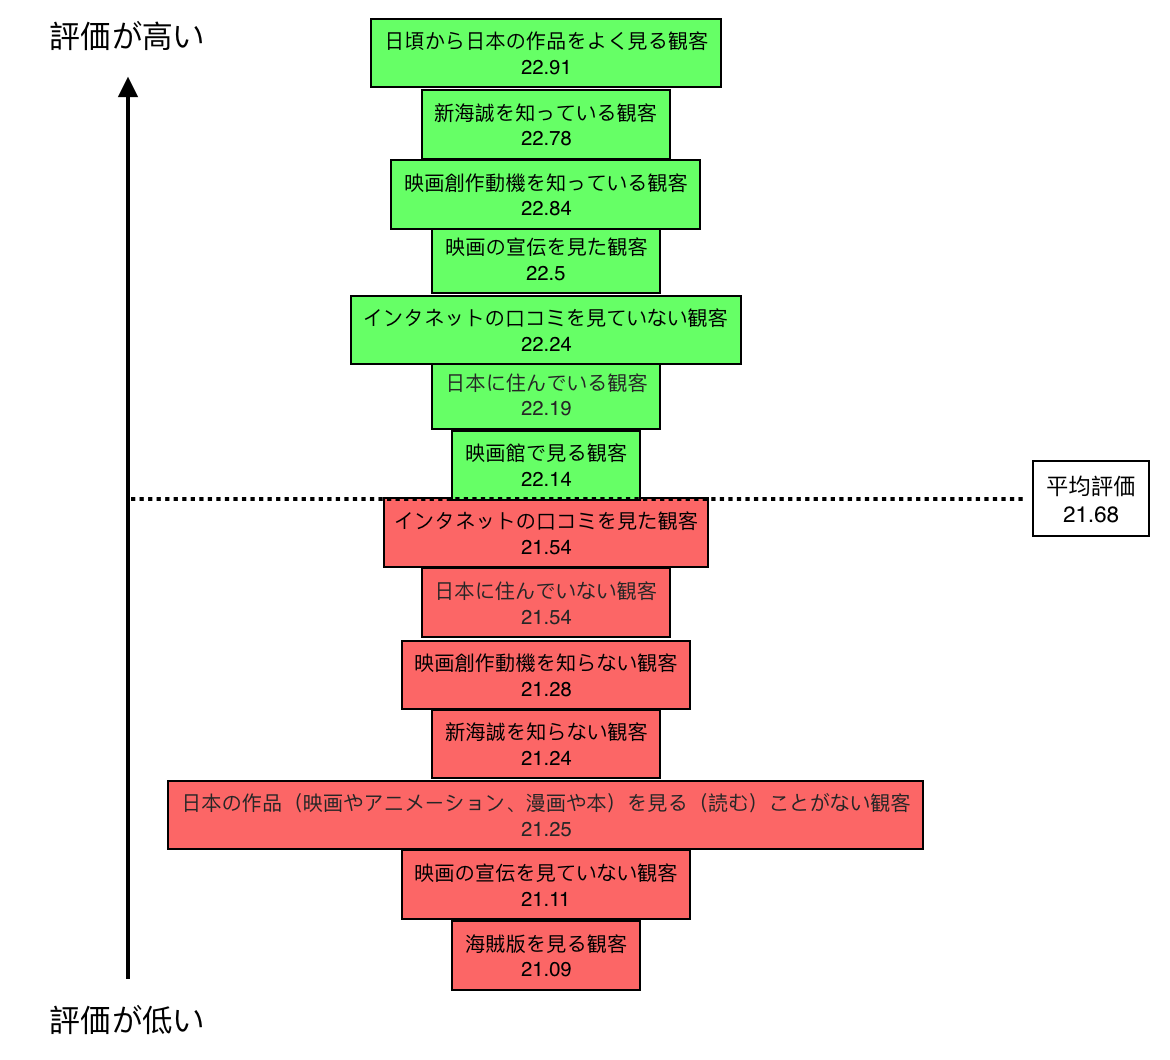 評価が高い
日頃から日本の作品をよく見る観客
22.91
新海誠を知っている観客
22.78
映画創作動機を知っている観客
22.84
映画の宣伝を見た観客
22.5
インタネットの口コミを見ていない観客
22.24
日本に住んでいる観客
22.19
映画館で見る観客
22.14
平均評価
21.68
インタネットの口コミを見た観客
21.54
日本に住んでいない観客
21.54
映画創作動機を知らない観客
21.28
新海誠を知らない観客
21.24
日本の作品（映画やアニメーション、漫画や本）を見る（読む）ことがない観客
21.25
映画の宣伝を見ていない観客
21.11
海賊版を見る観客
21.09
評価が低い